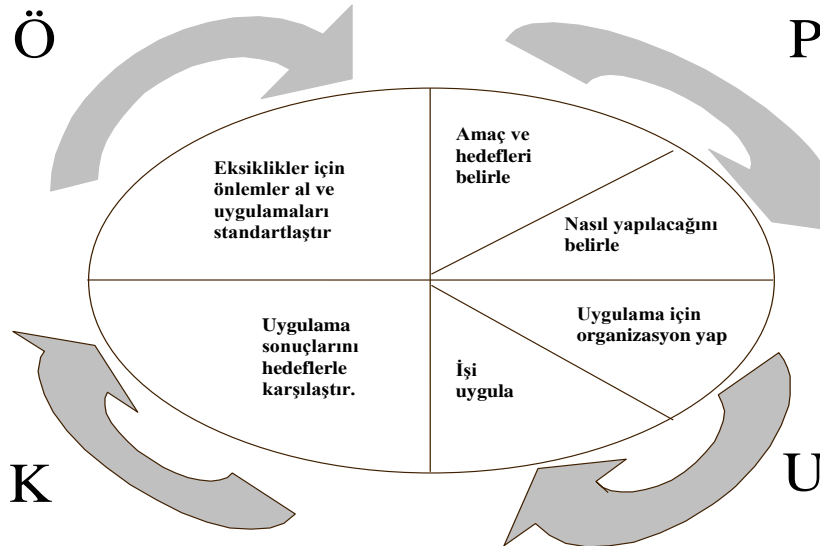 Ö
P
Amaç ve
hedefleri
belirle
Eksiklikler için
önlemler al ve
uygulamaları
standartlaştır
Nasıl yapılacağını
belirle
Uygulama için
organizasyon yap
Uygulama
sonuçlarını
hedeflerle
karşılaştır.
İşi
uygula
K
U